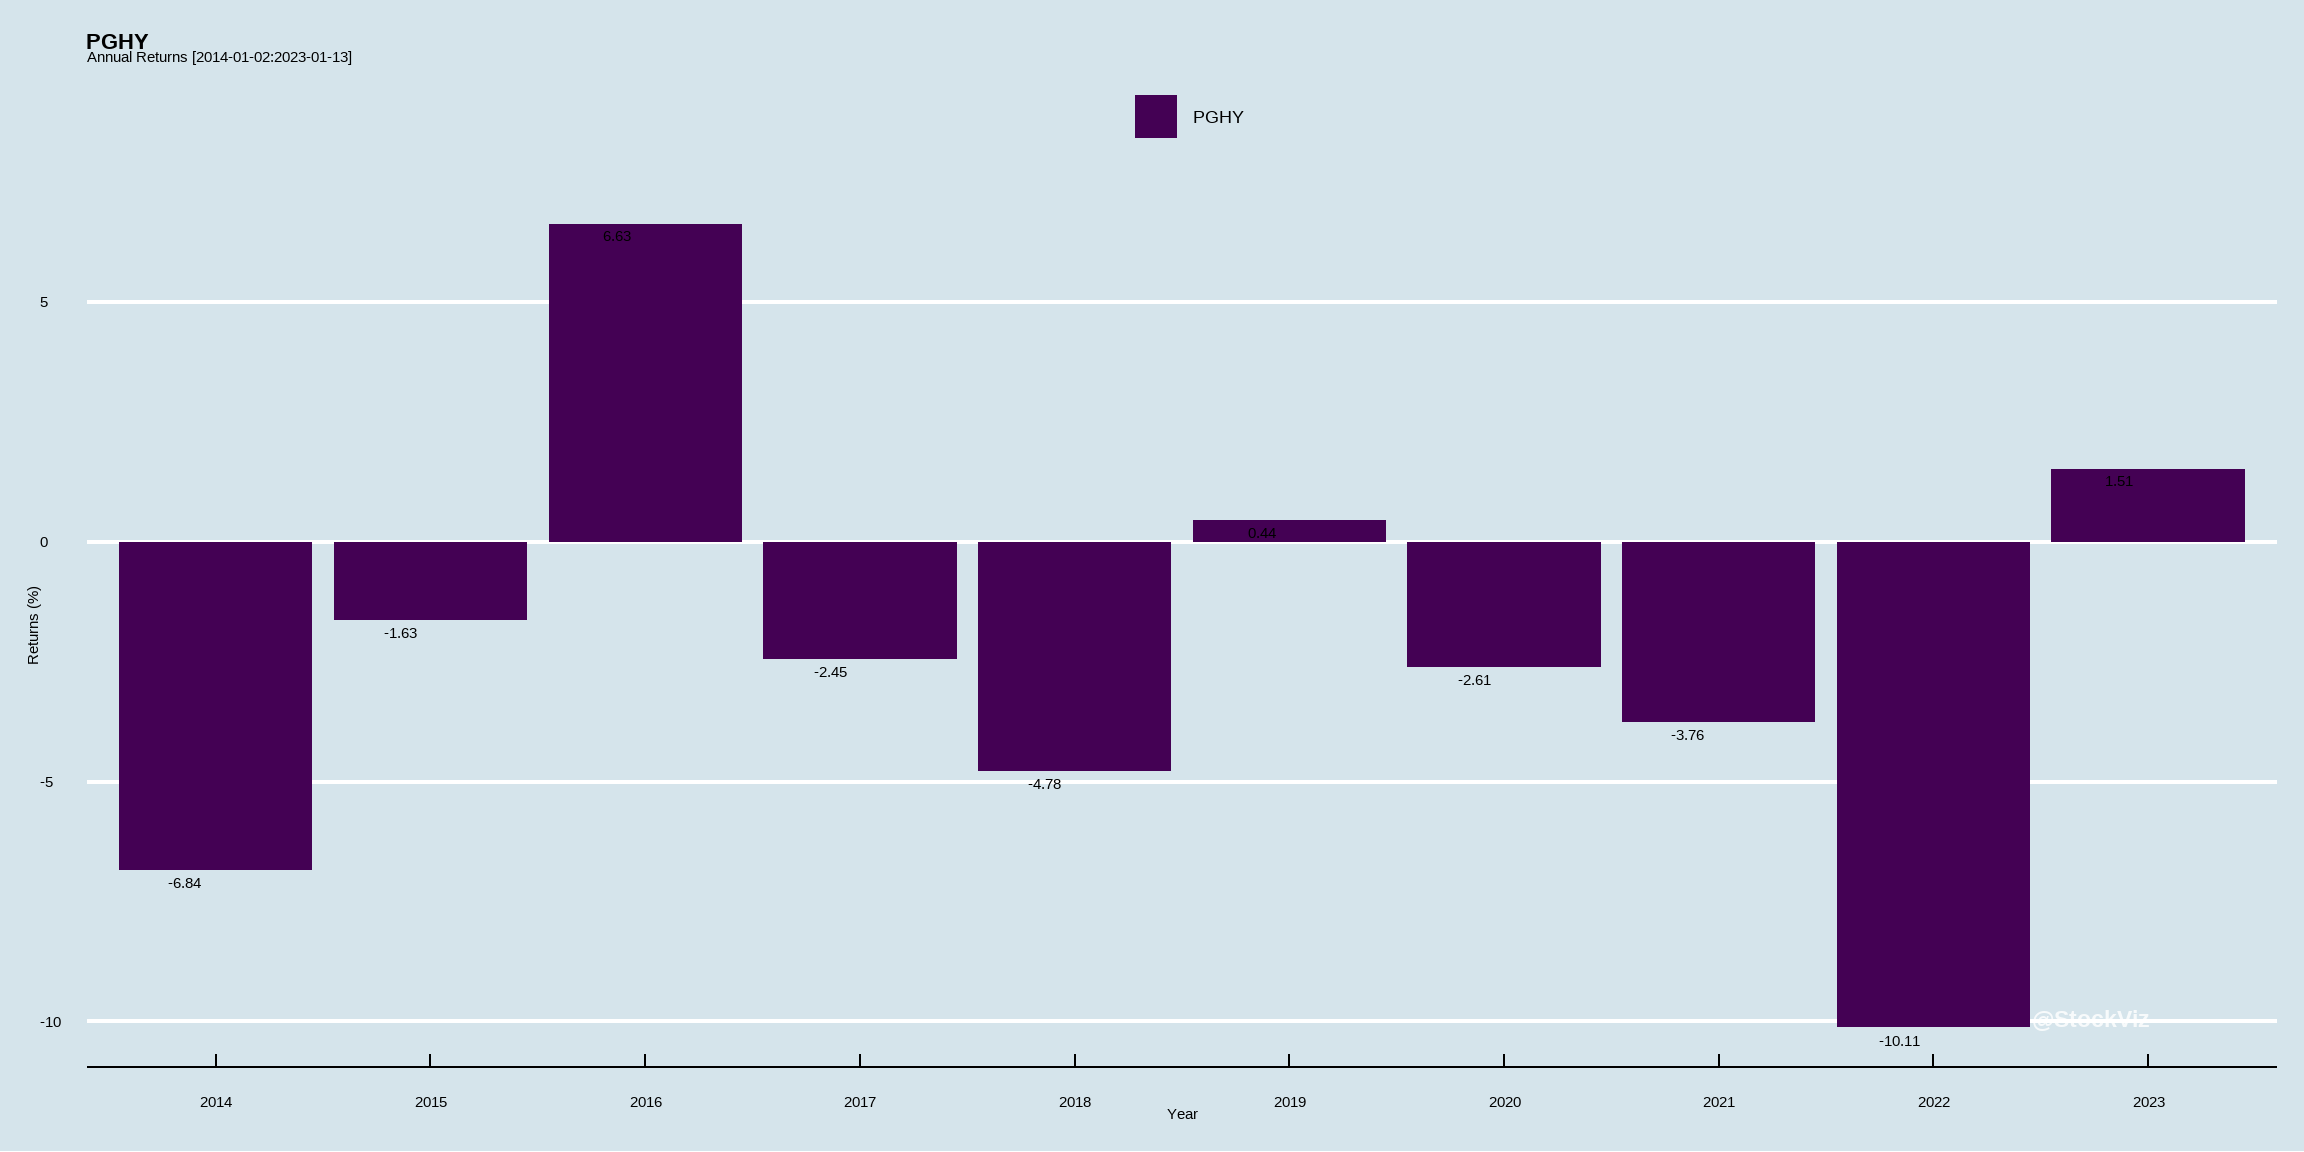 PGHY
Annual Returns [2014-01-02:2023-01-13]
PGHY
6.63
5
1.51
0.44
0
Returns (%)
-1.63
-2.45
-2.61
-3.76
-4.78
-5
-6.84
-10
@StockViz
-10.11
2014 2015 2016 2017 2018 2019 2020 2021 2022 2023
Year